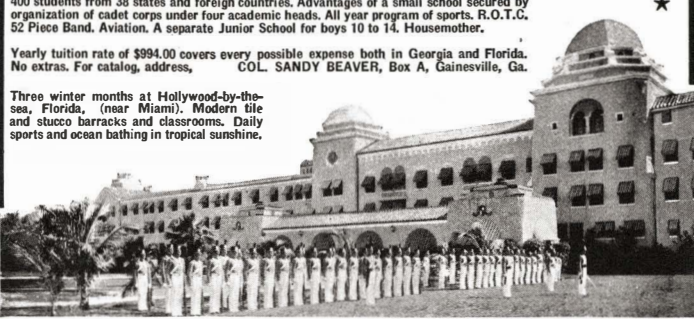 400 students from 38 states and foreign countries. Advantages of a small school secured by
organization of cadet corps under four academic heads. All year program of sports. R.O.T.C.
52 Piece Band. Aviation. A separate Junior School for boys 10 to 14. Housemother.
Yearly tuition rate of $994.00 covers every possible expense both in Georgia and Florida.
No extras. For catalog, address, COL. SANDY BEAVER, Box A, Gainesville, Ga.
Three winter months at Hollywood-by-the-
sea, Florida, (near Miami). Modern tile
and stucco barracks and classrooms. Daily
sports and ocean bathing in tropical sunshine.